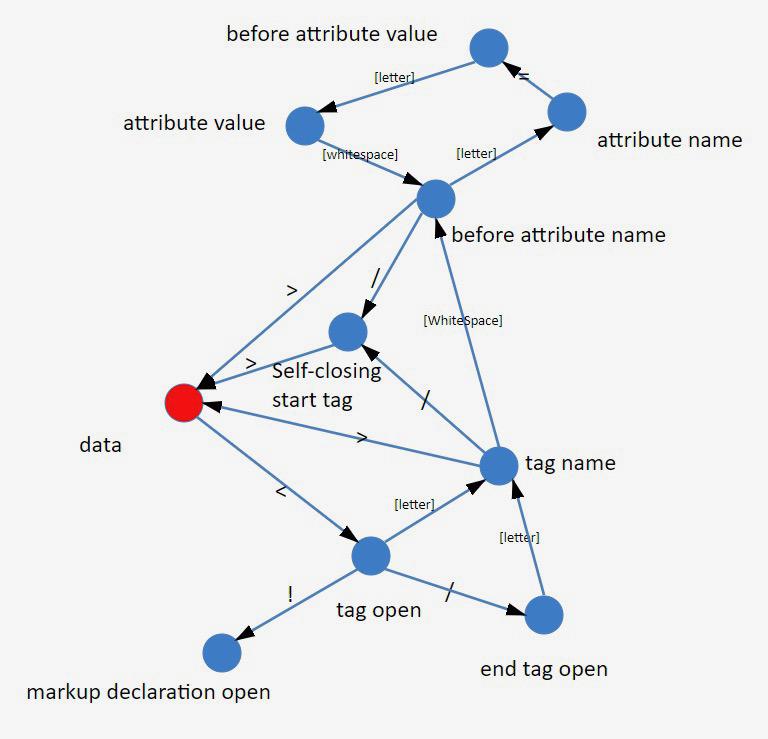 before attribute value
[letter]
=
attribute value
attribute name
[whitespace]
[letter]
before attribute name
>
/
[WhiteSpace]
>
Self-closing
start tag
/
data
>
tag name
<
[letter]
[letter]
!
/
tag open
end tag open
markup declaration open